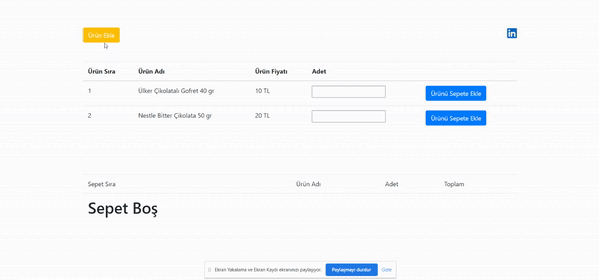 Ürün Ekle
Ürün Sıra Ürün Adı Ürün Fiyatı Adet
1 Ülker Çikolatalı Gofret 40 gr 10 TL Ürünü Sepete Ekle
2 Nestle Bitter Çikolata 50 gr 20 TL Ürünü Sepete Ekle
Sepet Sıra Ürün Adı Adet Toplam
Sepet Boş
Ekran Yakalama ve Ekran Kaydı ekranınızı paylaşıyor. Paylaşmayı durdur Gizle